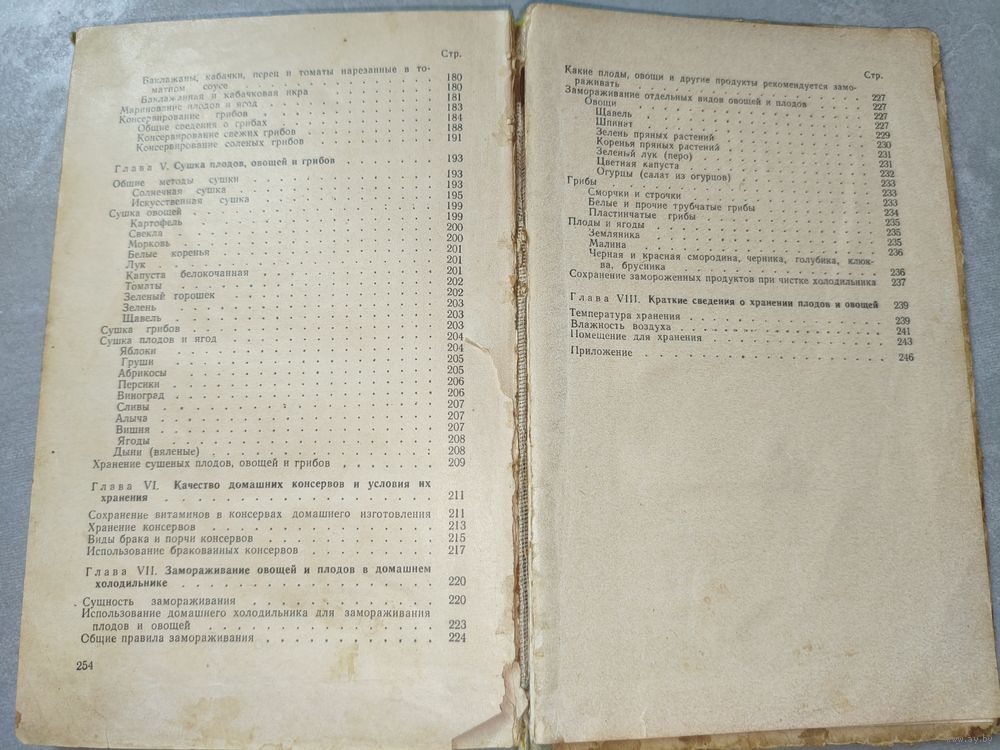 Стр.
Баклажаны, кабачки, перец и томаты нарезанные в то-
матном соусе . . . . . 180
Баклажанная и кабачковая икра . . . . . 180
Маринование плодов и ягод . . . . . 181
Консервирование грибов . . . . . 183
Общие сведения о грибах . . . . . 184
Консервирование свежих грибов . . . . . 188
Консервирование соленых грибов . . . . . 191
Глава V. Сушка плодов, овощей и грибов . . . . . 193
Общие методы сушки . . . . . 193
Солнечная сушка . . . . . 193
Искусственная сушка . . . . . 195
Сушка овощей . . . . . 199
Картофель . . . . . 199
Свекла . . . . . 200
Морковь . . . . . 200
Белые коренья . . . . . 201
Лук . . . . . 201
Капуста белокочанная . . . . . 201
Томаты . . . . . 202
Зеленый горошек . . . . . 202
Зелень . . . . . 203
Щавель . . . . . 203
Сушка грибов . . . . . 203
Сушка плодов и ягод . . . . . 204
Яблоки . . . . . 204
Груши . . . . . 205
Абрикосы . . . . . 205
Персики . . . . . 206
Виноград . . . . . 206
Сливы . . . . . 207
Алыча . . . . . 207
Вишня . . . . . 207
Ягоды . . . . . 208
Дыни (вяленые) . . . . . 208
Хранение сушеных плодов, овощей и грибов . . . . . 209
Глава VI. Качество домашних консервов и условия их
хранения . . . . . 211
Сохранение витаминов в консервах домашнего изготовления 211
Хранение консервов . . . . . 213
Виды брака и порчи консервов . . . . . 215
Использование бракованных консервов . . . . . 217
Глава VII. Замораживание овощей и плодов в домашнем
холодильнике . . . . . 220
Сущность замораживания . . . . . 220
Использование домашнего холодильника для замораживания
плодов и овощей . . . . . 223
Общие правила замораживания . . . . . 224
254
Стр.
Какие плоды, овощи и другие продукты рекомендуется замо-
раживать . . . . . 227
Замораживание отдельных видов овощей и плодов . . . . . 227
Овощи . . . . . 227
Щавель . . . . . 229
Шпинат . . . . . 230
Зелень пряных растений . . . . . 231
Коренья пряных растений . . . . . 231
Зеленый лук (перо) . . . . . 232
Цветная капуста . . . . . 233
Огурцы (салат из огурцов) . . . . . 233
Грибы . . . . . 233
Сморчки и строчки . . . . . 233
Белые и прочие трубчатые грибы . . . . . 234
Пластинчатые грибы . . . . . 235
Плоды и ягоды . . . . . 235
Земляника . . . . . 235
Малина . . . . . 236
Черная и красная смородина, черника, голубика, клюк-
ва, брусника . . . . . 236
Сохранение замороженных продуктов при чистке холодильника 237
Глава VIII. Краткие сведения о хранении плодов и овощей 239
Температура хранения . . . . . 239
Влажность воздуха . . . . . 241
Помещение для хранения . . . . . 243
Приложение . . . . . 246
www.ay.by